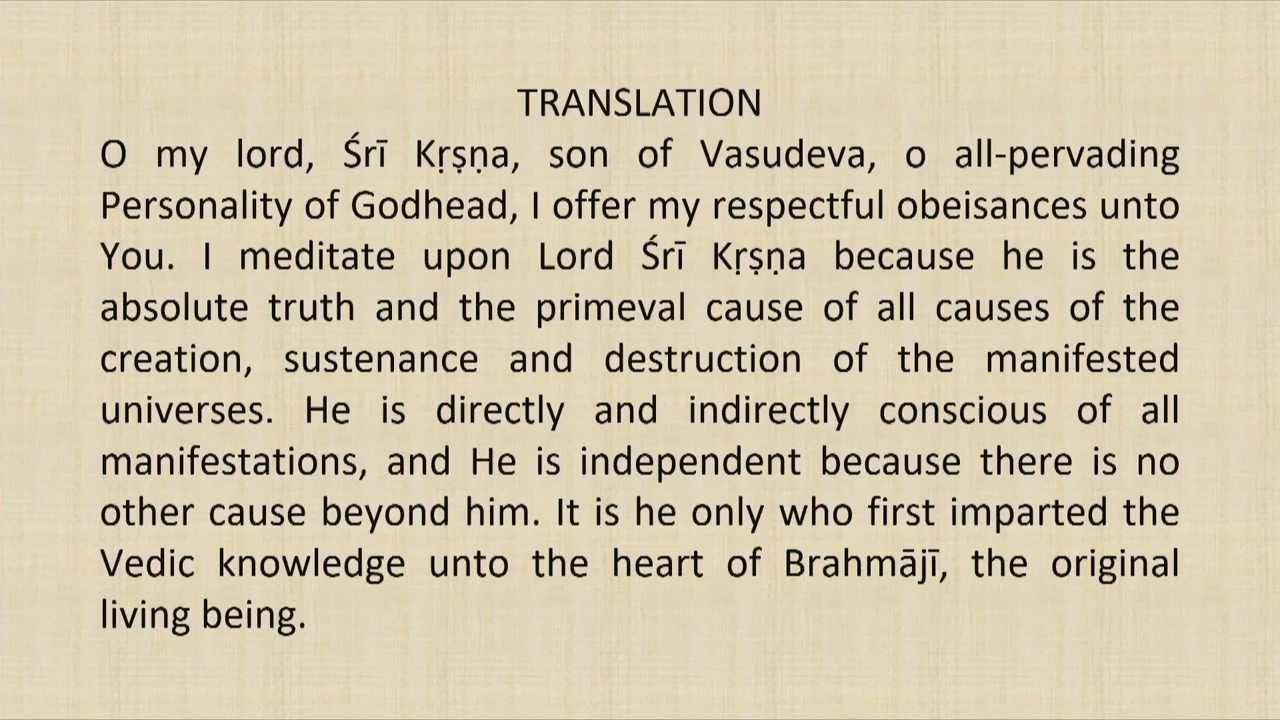 TRANSLATION
O my lord, Śrī Kṛṣṇa, son of Vasudeva, o all-pervading
Personality of Godhead, I offer my respectful obeisances unto
You. I meditate upon Lord Śrī Kṛṣṇa because he is the
absolute truth and the primeval cause of all causes of the
creation, sustenance and destruction of the manifested
universes. He is directly and indirectly conscious of all
manifestations, and He is independent because there is no
other cause beyond him. It is he only who first imparted the
Vedic knowledge unto the heart of Brahmājī, the original
living being.